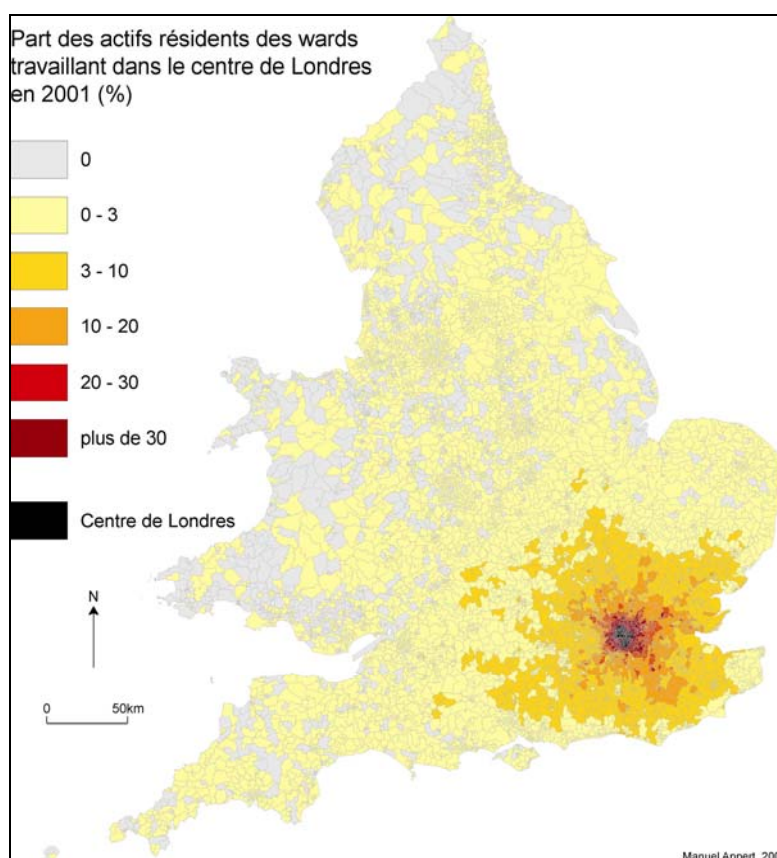 Part des actifs résidents des wards
travaillant dans le centre de Londres
en 2001 (%)
0
0 - 3
3 - 10
10 - 20
20 - 30
plus de 30
Centre de Londres
N
0 50km
Manuel Appert, 200